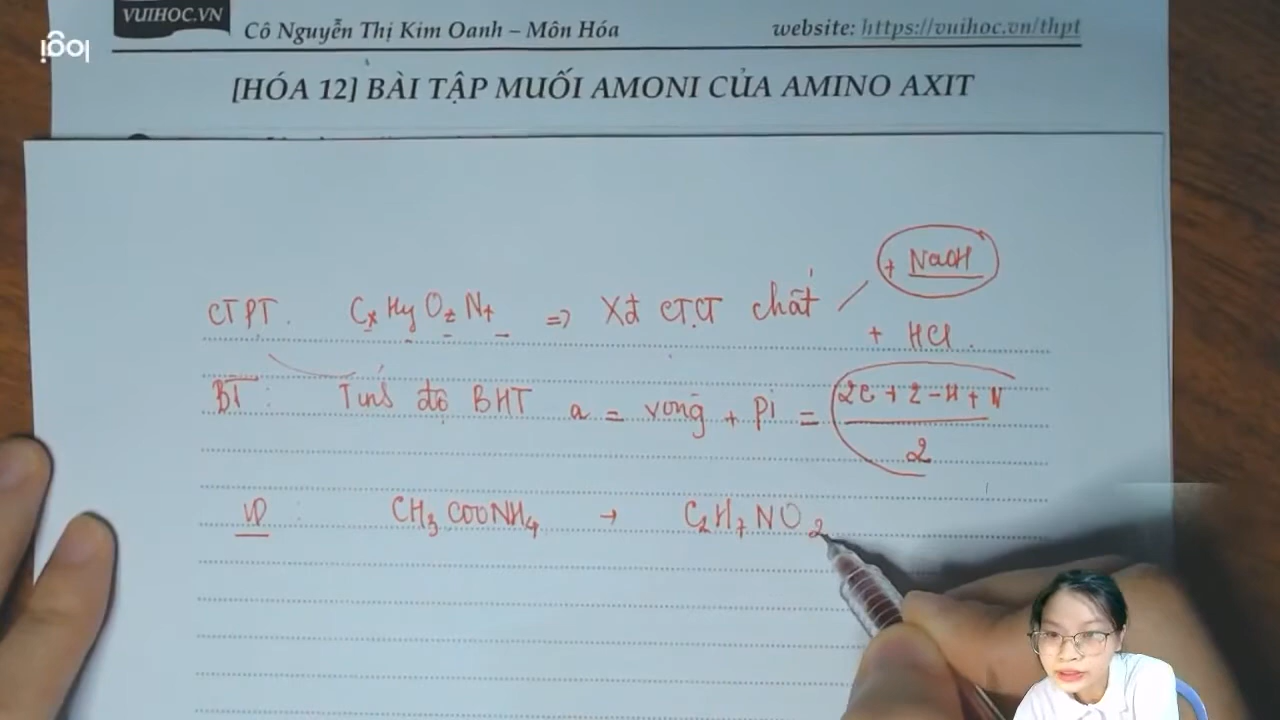 VUIHOC.VN
Cô Nguyễn Thị Kim Oanh – Môn Hóa
website: https://vuihoc.vn/thpt
logi
[HÓA 12] BÀI TẬP MUỐI AMONI CỦA AMINO AXIT
+ NaOH
CTPT. CxHyOzNt => Xđ CTCT chất
+ HCl.
BT: Tính độ BHT a = vòng + pi = (2C + 2 - H + N) / 2
VD: CH3COONH4 → C2H7NO2